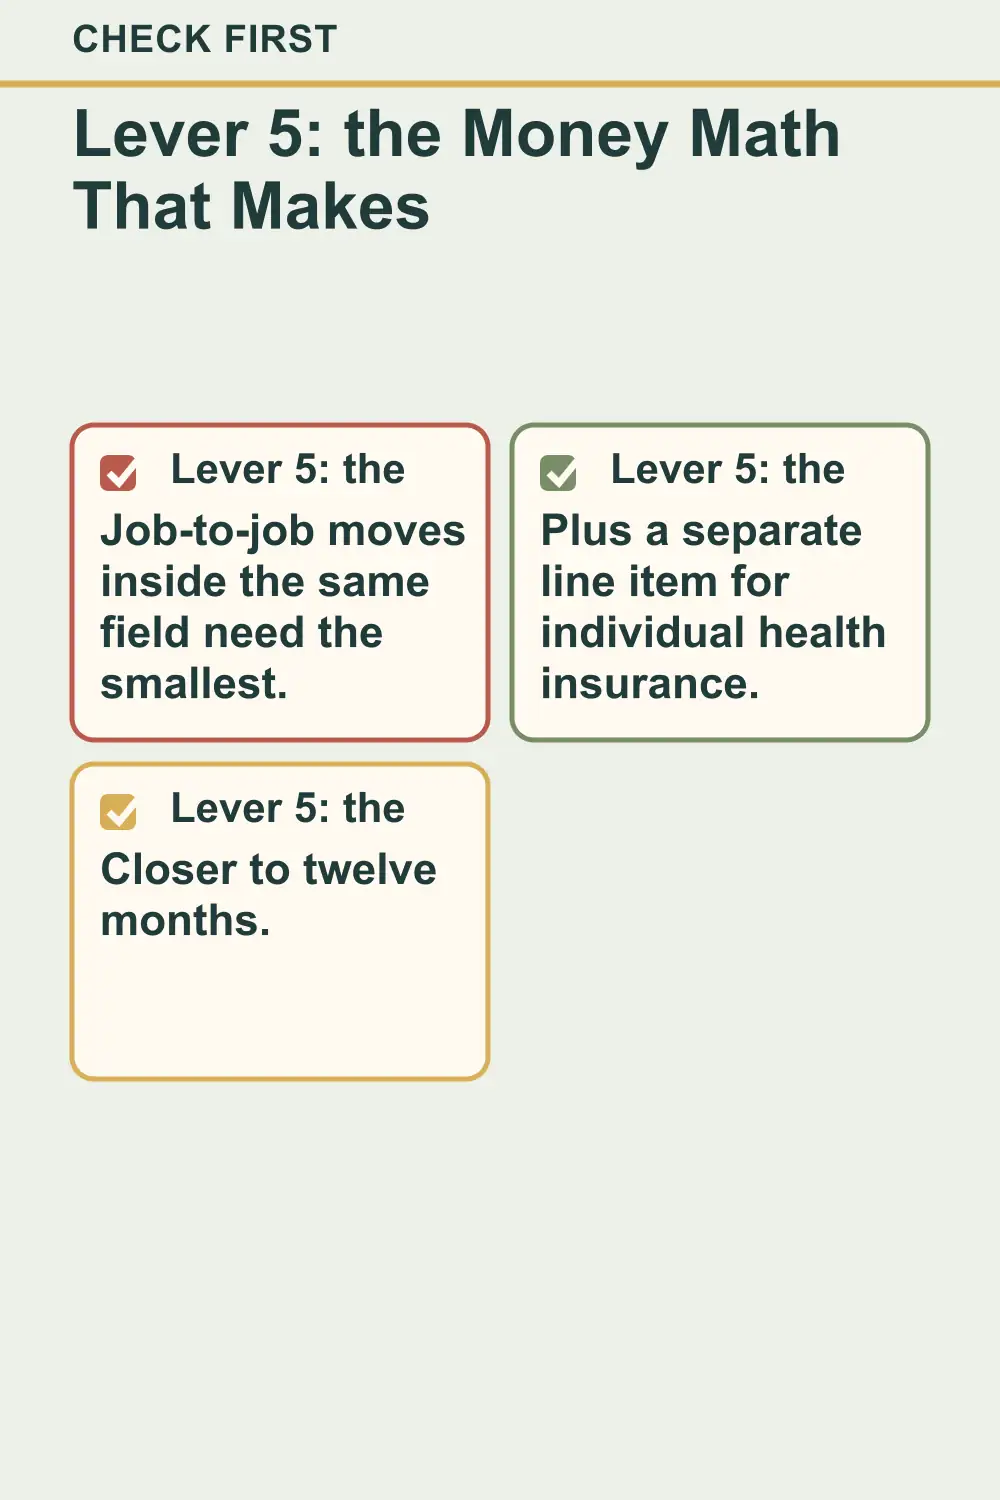 CHECK FIRST
Lever 5: the Money Math
That Makes
Lever 5: the
Job-to-job moves
inside the same
field need the
smallest.
Lever 5: the
Plus a separate
line item for
individual health
insurance.
Lever 5: the
Closer to twelve
months.